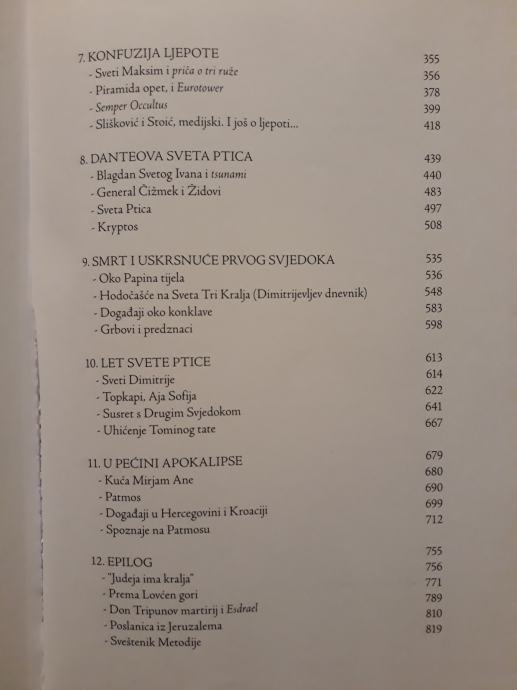 7. KONFUZIJA LJEPOTE 355
- Sveti Maksim i priča o tri ruže 356
- Piramida opet, i Eurotower 378
- Semper Occultus 399
- Slišković i Stoić, medijski. I još o ljepoti... 418
8. DANTEOVA SVETA PTICA 439
- Blagdan Svetog Ivana i tsunami 440
- General Čižmek i Židovi 483
- Sveta Ptica 497
- Kryptos 508
9. SMRT I USKRSNUĆE PRVOG SVJEDOKA 535
- Oko Papina tijela 536
- Hodočašće na Sveta Tri Kralja (Dimitrijevljev dnevnik) 548
- Događaji oko konklave 583
- Grbovi i predznaci 598
10. LET SVETE PTICE 613
- Sveti Dimitrije 614
- Topkapi, Aja Sofija 622
- Susret s Drugim Svjedokom 641
- Uhićenje Tominog tate 667
11. U PEĆINI APOKALIPSE 679
- Kuća Mirjam Ane 680
- Patmos 690
- Događaji u Hercegovini i Kroaciji 699
- Spoznaje na Patmosu 712
12. EPILOG 755
- "Judeja ima kralja" 756
- Prema Lovćen gori 771
- Don Tripunov martirij i Esdrael 789
- Poslanica iz Jeruzalema 810
- Sveštenik Metodije 819